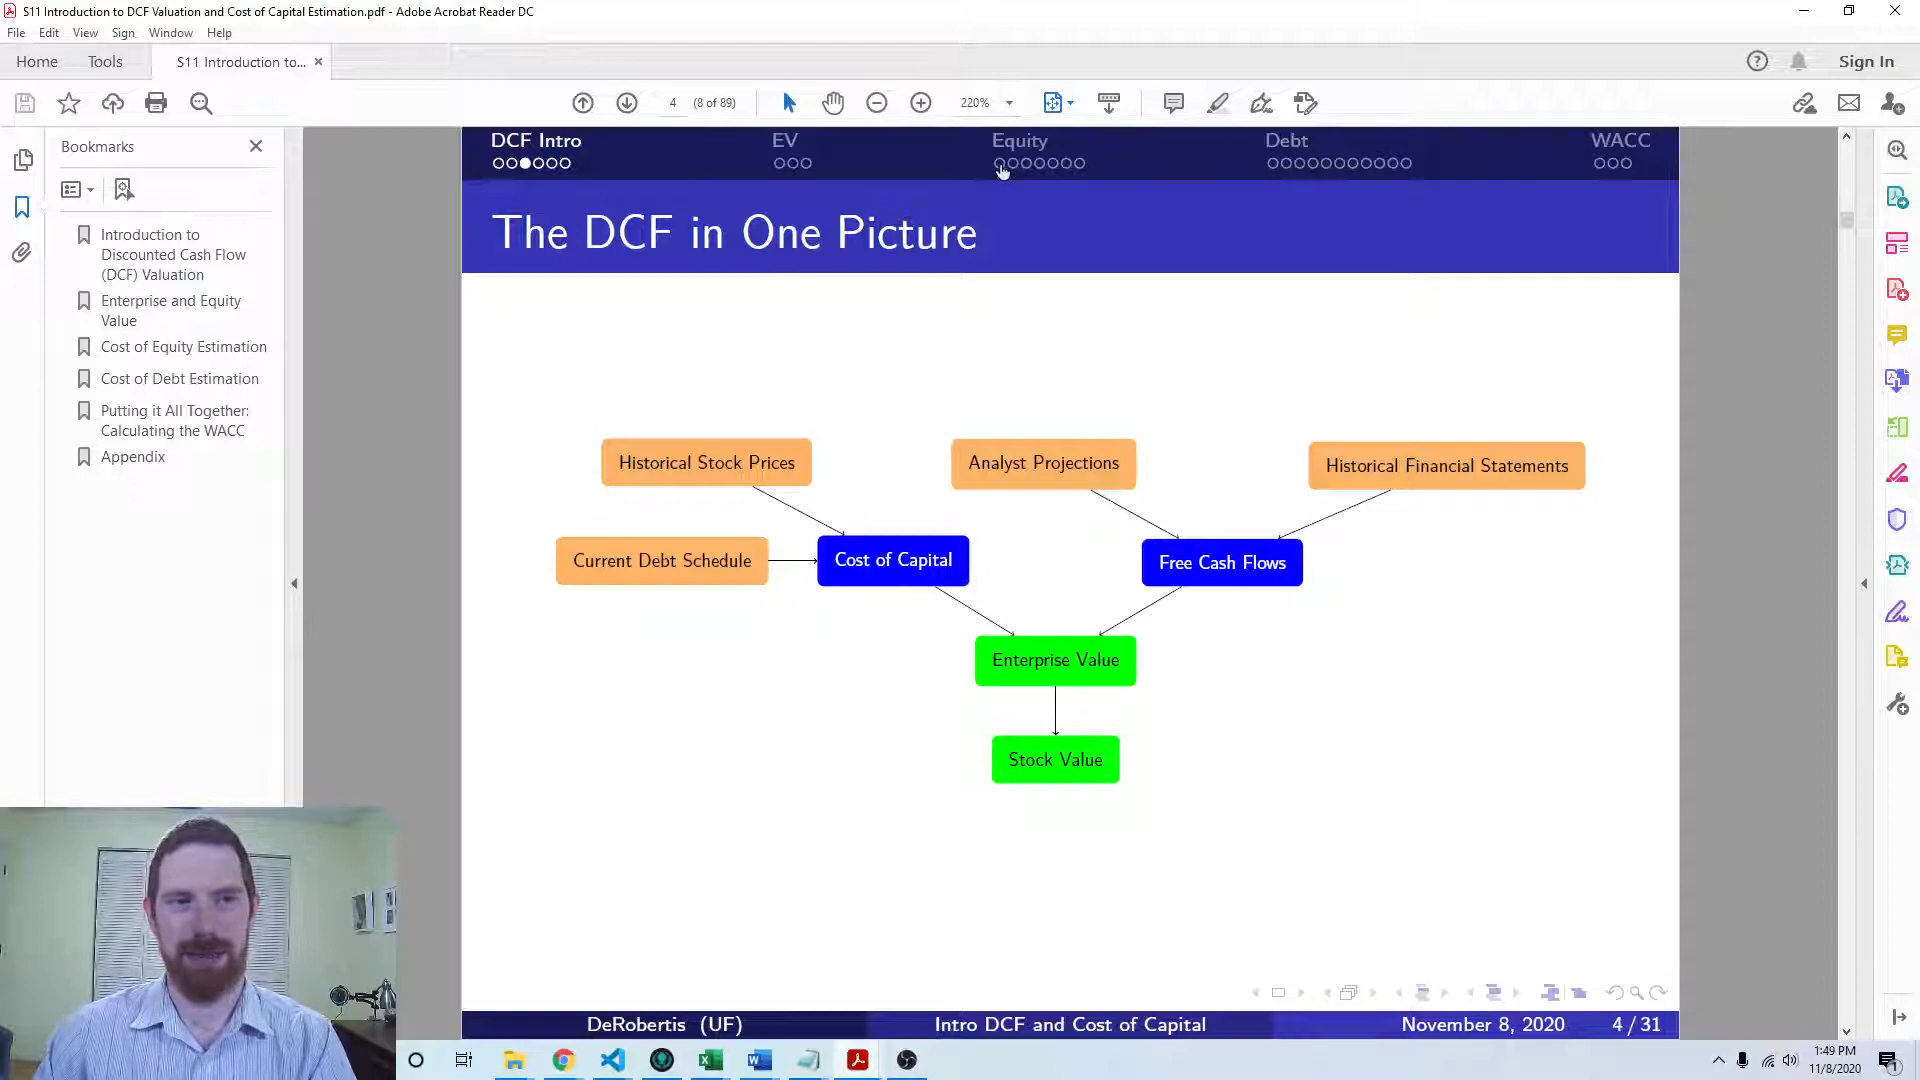 S11 Introduction to DCF Valuation and Cost of Capital Estimation.pdf - Adobe Acrobat Reader DC
File Edit View Sign Window Help
Home Tools S11 Introduction to... ×
Sign In
4 (8 of 89) 220%
Bookmarks
Introduction to
Discounted Cash Flow
(DCF) Valuation
Enterprise and Equity
Value
Cost of Equity Estimation
Cost of Debt Estimation
Putting it All Together:
Calculating the WACC
Appendix
DCF Intro EV Equity Debt WACC
The DCF in One Picture
Historical Stock Prices Analyst Projections Historical Financial Statements
Current Debt Schedule Cost of Capital Free Cash Flows
Enterprise Value
Stock Value
DeRobertis (UF) Intro DCF and Cost of Capital November 8, 2020 4 / 31
1:49 PM
11/8/2020